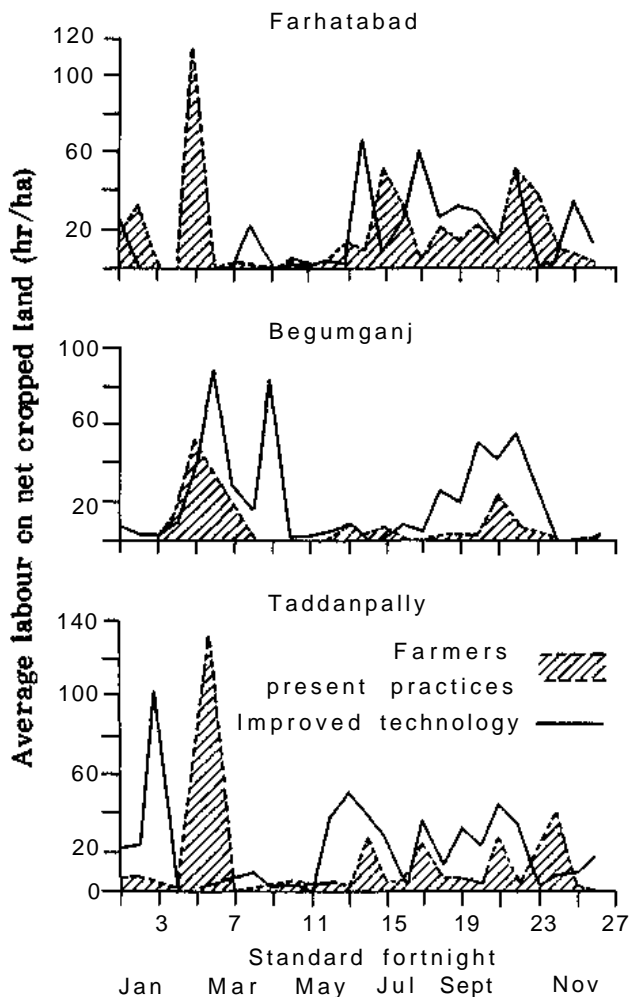 Farhatabad
120
100
60
20
Begumganj
100
60
20
Taddanpally
140
100
60
20
0
Farmers
present practices
Improved technology
3 7 11 15 19 23 27
Standard fortnight
Jan Mar May Jul Sept Nov
Average labour on net cropped land (hr/ha)